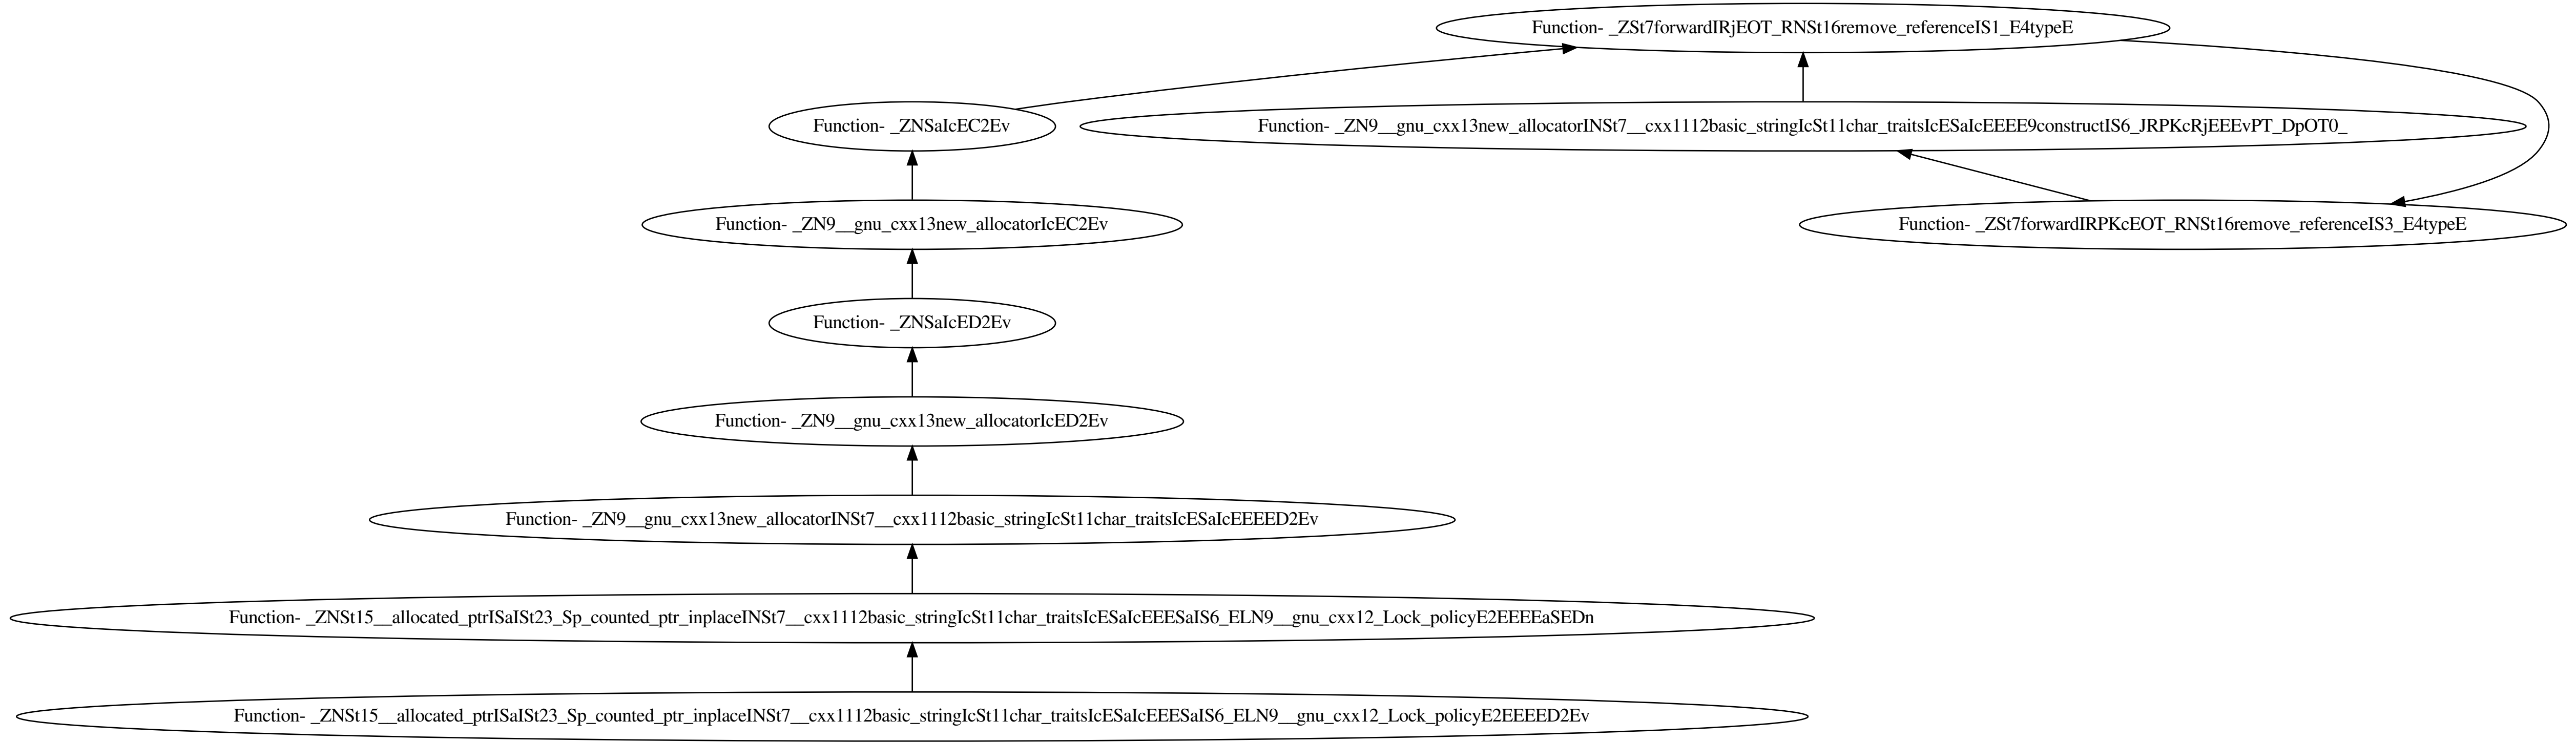 Function- _ZSt7forwardIRjEOT_RNSt16remove_referenceIS1_E4typeE
Function- _ZNSaIcEC2Ev
Function- _ZN9__gnu_cxx13new_allocatorINSt7__cxx1112basic_stringIcSt11char_traitsIcESaIcEEEE9constructIS6_JRPKcRjEEEvPT_DpOT0_
Function- _ZN9__gnu_cxx13new_allocatorIcEC2Ev
Function- _ZSt7forwardIRPKcEOT_RNSt16remove_referenceIS3_E4typeE
Function- _ZNSaIcED2Ev
Function- _ZN9__gnu_cxx13new_allocatorIcED2Ev
Function- _ZN9__gnu_cxx13new_allocatorINSt7__cxx1112basic_stringIcSt11char_traitsIcESaIcEEEED2Ev
Function- _ZNSt15__allocated_ptrISaISt23_Sp_counted_ptr_inplaceINSt7__cxx1112basic_stringIcSt11char_traitsIcESaIcEEESaIS6_ELN9__gnu_cxx12_Lock_policyE2EEEEaSEDn
Function- _ZNSt15__allocated_ptrISaISt23_Sp_counted_ptr_inplaceINSt7__cxx1112basic_stringIcSt11char_traitsIcESaIcEEESaIS6_ELN9__gnu_cxx12_Lock_policyE2EEEED2Ev